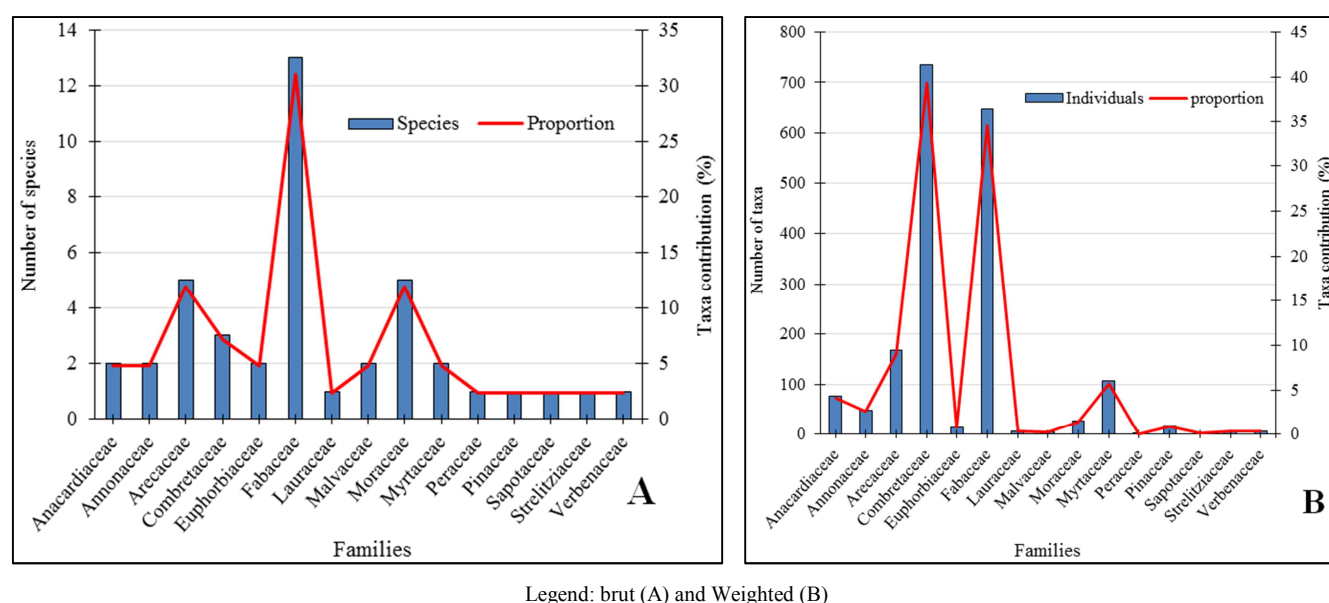 14
12
10
8
6
4
2
0
Number of species
35
30
25
20
15
10
5
0
Taxa contribution (%)
Species
Proportion
Anacardiaceae
Annonaceae
Arecaceae
Combretaceae
Euphorbiaceae
Fabaceae
Lauraceae
Malvaceae
Moraceae
Myrtaceae
Peraceae
Pinaceae
Sapotaceae
Strelitziaceae
Verbenaceae
Families
A
800
700
600
500
400
300
200
100
0
Number of taxa
45
40
35
30
25
20
15
10
5
0
Taxa contribution (%)
Individuals
proportion
Anacardiaceae
Annonaceae
Arecaceae
Combretaceae
Euphorbiaceae
Fabaceae
Lauraceae
Malvaceae
Moraceae
Myrtaceae
Peraceae
Pinaceae
Sapotaceae
Strelitziaceae
Verbenaceae
Families
B
Legend: brut (A) and Weighted (B)